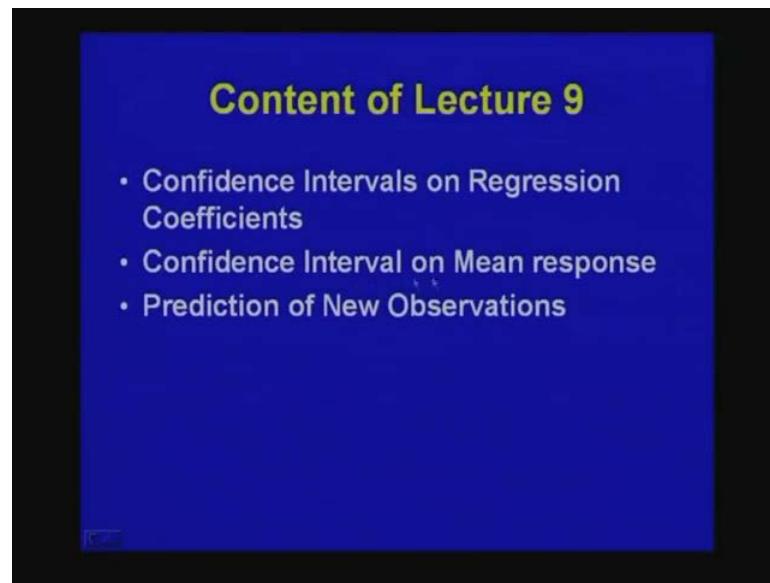 Content of Lecture 9
• Confidence Intervals on Regression
Coefficients
• Confidence Interval on Mean response
• Prediction of New Observations